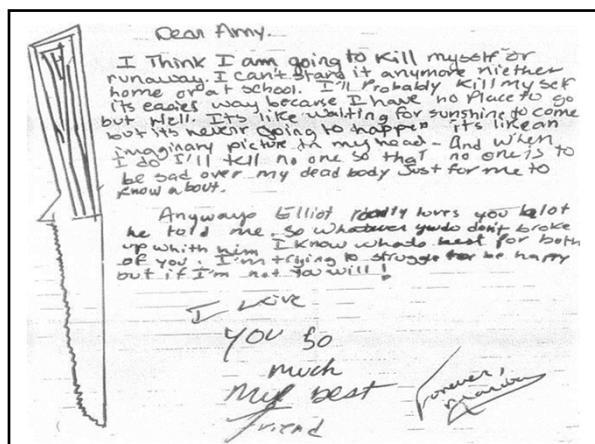 Dear Amy.
I Think I am going to Kill myself or
runaway. I can't stand it anymore niether
home or at school. I'll Probably Kill my self
its easier way because I have no Place to go
but Hell. Its like Waiting for sunshine to come
but its never going to happen its like an
imaginary picture in my head. And when
I do I'll tell no one so that no one is to
be sad over my dead body Just for me to
know about.
Anyways Elliot really loves you alot
he told me. So whatever you do don't broke
up whith him I know whats best for both
of you. I'm trying to struggle to be happy
but if I'm not You will!
I Love
you so
much
My best
Friend
Forever,